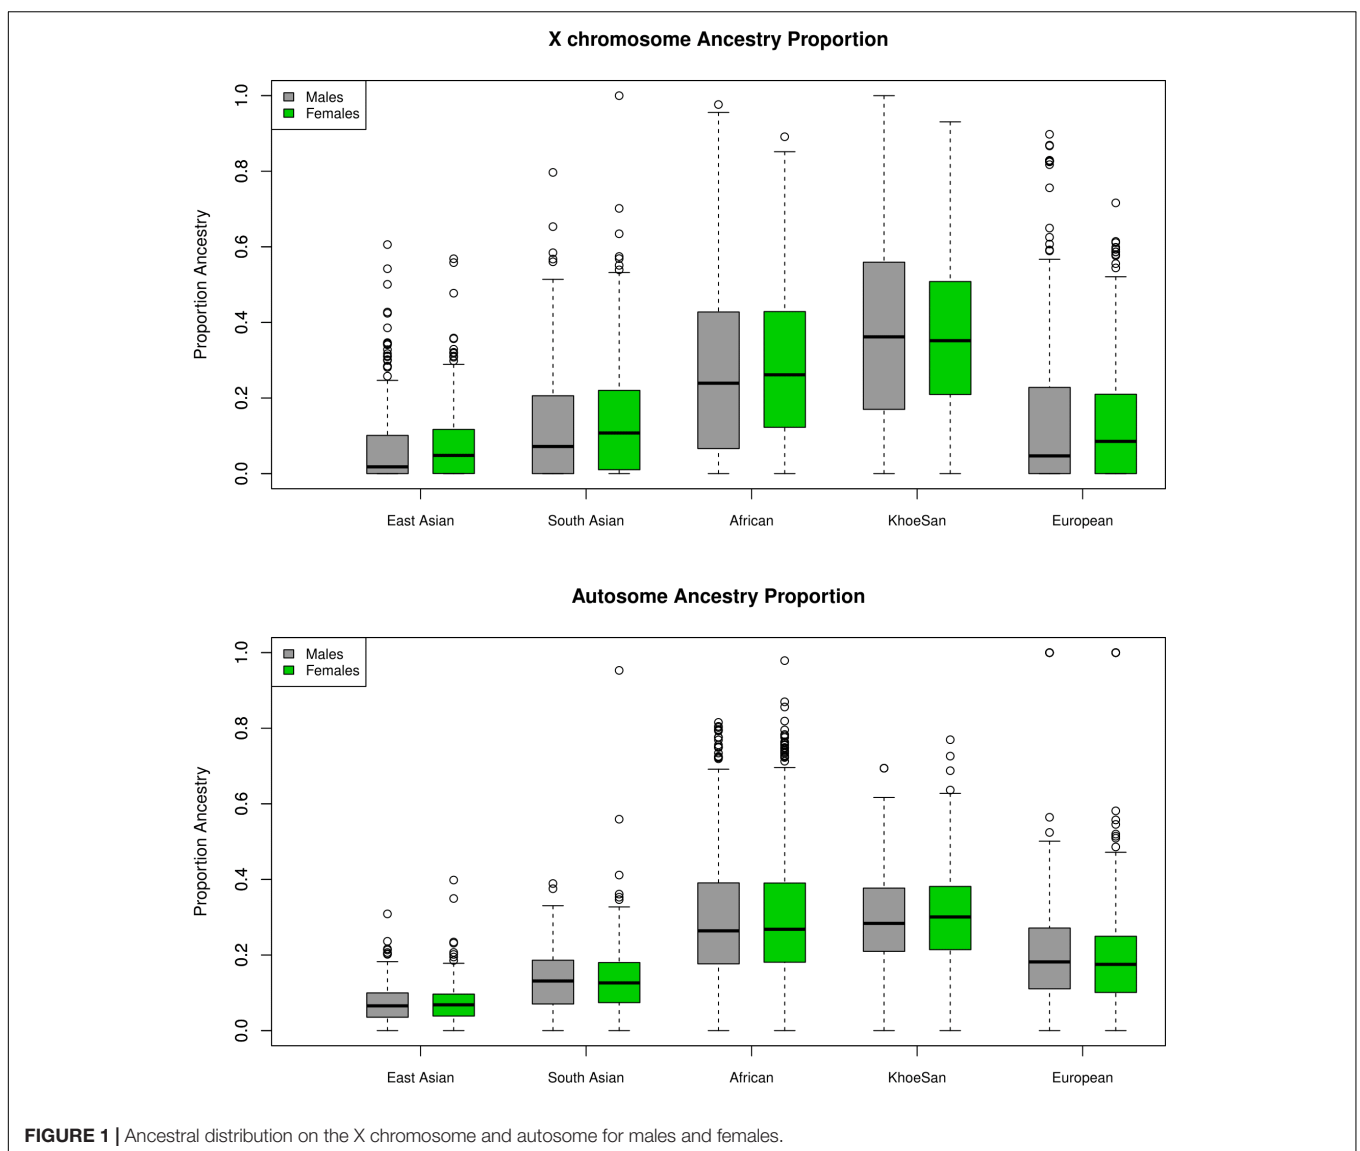 X chromosome Ancestry Proportion
Males
Females
Proportion Ancestry
1.0
0.8
0.6
0.4
0.2
0.0
East Asian South Asian African KhoeSan European
Autosome Ancestry Proportion
Males
Females
Proportion Ancestry
1.0
0.8
0.6
0.4
0.2
0.0
East Asian South Asian African KhoeSan European
FIGURE 1 | Ancestral distribution on the X chromosome and autosome for males and females.